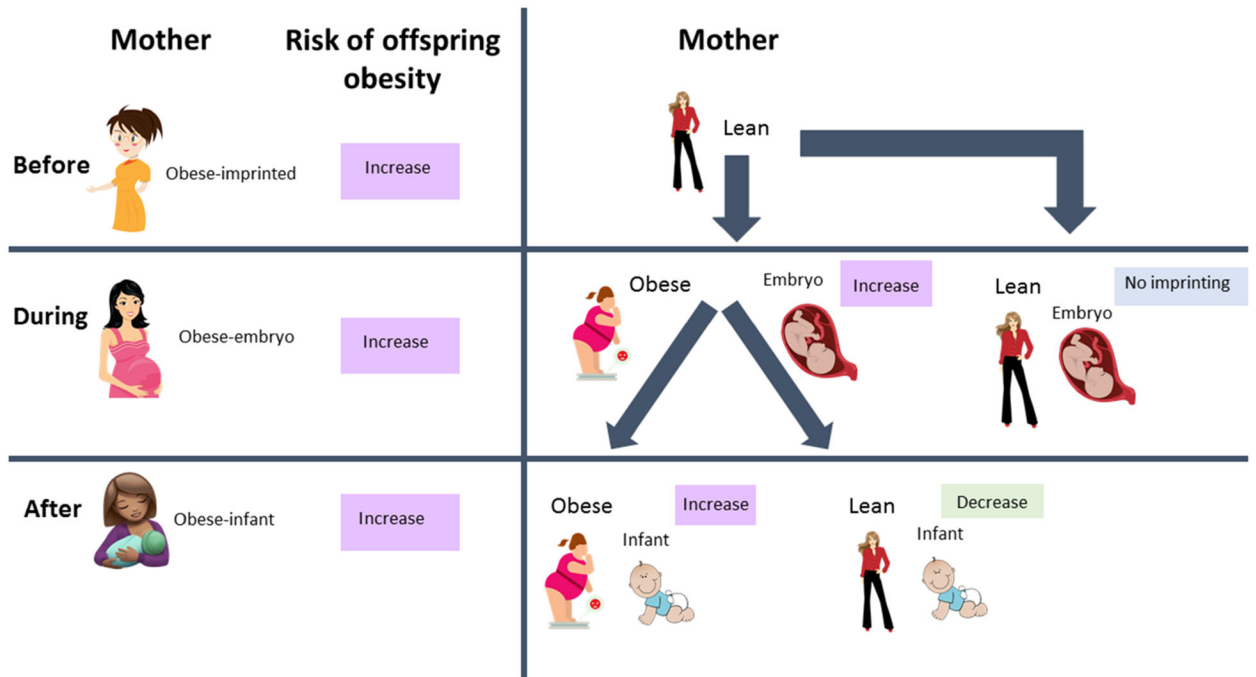 Mother
Risk of offspring
obesity
Mother
Before
Obese-imprinted
Increase
Lean
During
Obese-embryo
Increase
Obese
Embryo
Increase
Lean
Embryo
No imprinting
After
Obese-infant
Increase
Obese
Infant
Increase
Lean
Infant
Decrease